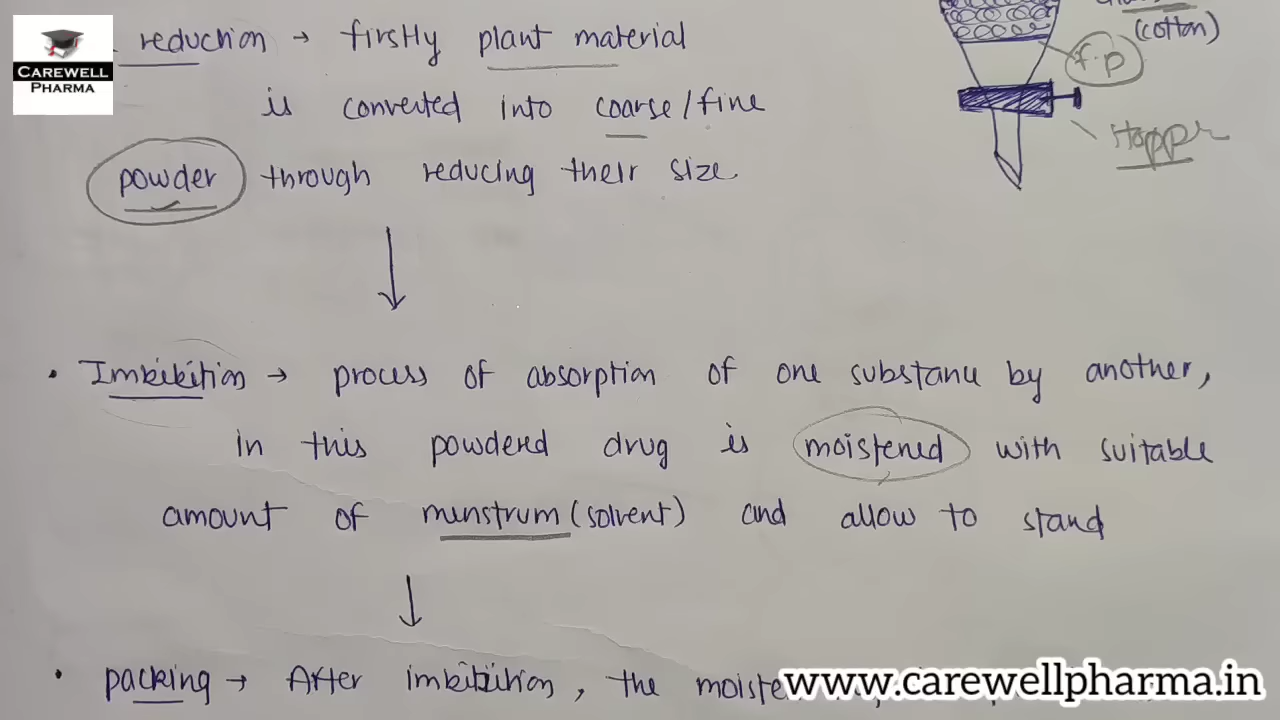 CAREWELL
PHARMA
reduction → firstly plant material
is converted into coarse/fine
powder through reducing their size.
(cotton)
f.p
stopper
• Imbibition → process of absorption of one substance by another,
in this powdered drug is moistened with suitable
amount of menstrum (solvent) and allow to stand
• packing → After imbibition, the
www.carewellpharma.in